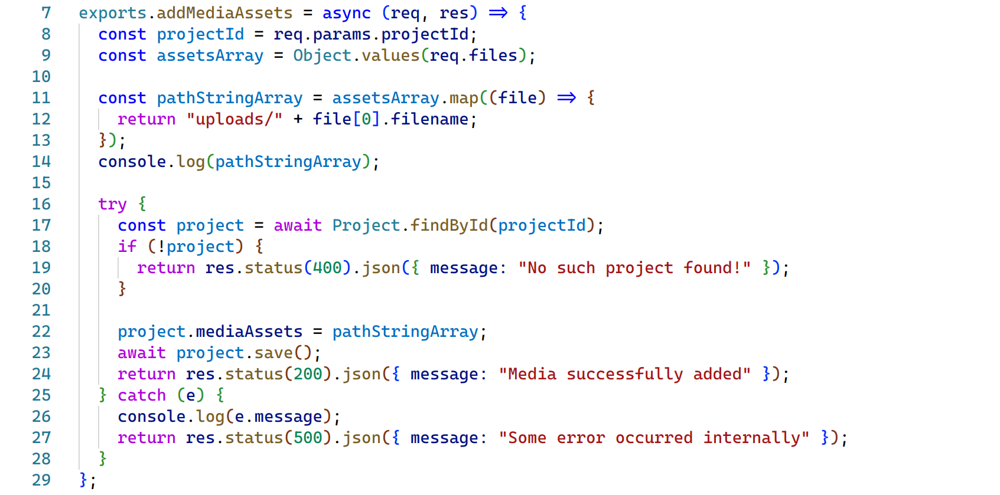 7 exports.addMediaAssets = async (req, res) => {
8 const projectId = req.params.projectId;
9 const assetsArray = Object.values(req.files);
10
11 const pathStringArray = assetsArray.map((file) => {
12 return "uploads/" + file[0].filename;
13 });
14 console.log(pathStringArray);
15
16 try {
17 const project = await Project.findById(projectId);
18 if (!project) {
19 return res.status(400).json({ message: "No such project found!" });
20 }
21
22 project.mediaAssets = pathStringArray;
23 await project.save();
24 return res.status(200).json({ message: "Media successfully added" });
25 } catch (e) {
26 console.log(e.message);
27 return res.status(500).json({ message: "Some error occurred internally" });
28 }
29 };